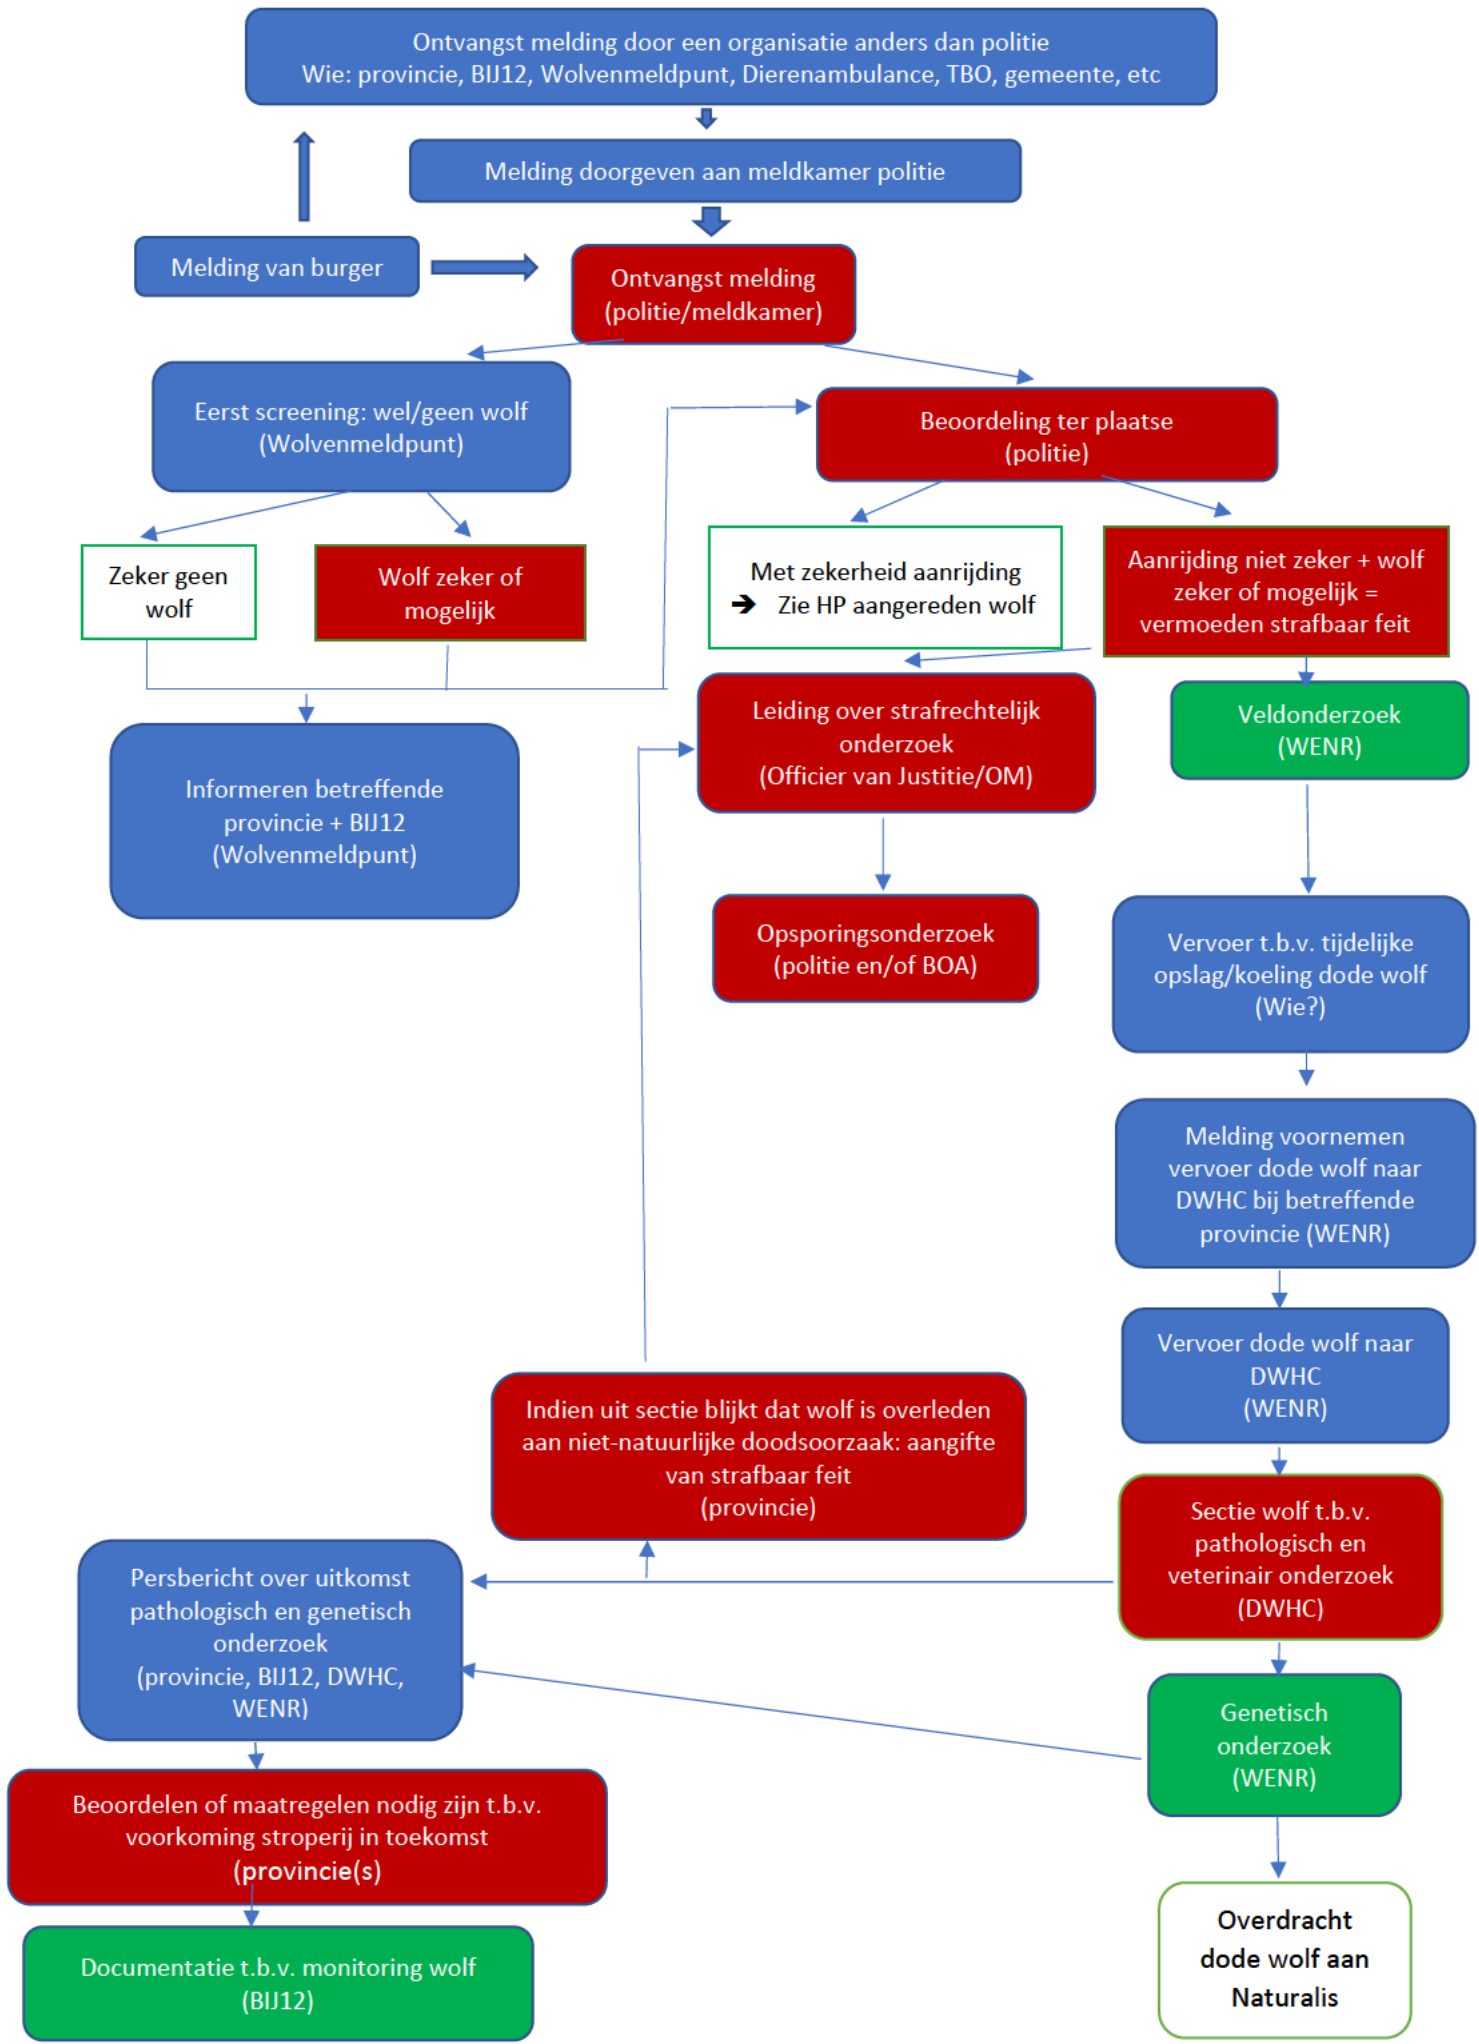 Ontvangst melding door een organisatie anders dan politie
Wie: provincie, BIJ12, Wolvenmeldpunt, Dierenambulance, TBO, gemeente, etc
Melding doorgeven aan meldkamer politie
Melding van burger
Ontvangst melding
(politie/meldkamer)
Eerst screening: wel/geen wolf
(Wolvenmeldpunt)
Beoordeling ter plaatse
(politie)
Zeker geen
wolf
Wolf zeker of
mogelijk
Met zekerheid aanrijding
➔ Zie HP aangereden wolf
Aanrijding niet zeker + wolf
zeker of mogelijk =
vermoeden strafbaar feit
Leiding over strafrechtelijk
onderzoek
(Officier van Justitie/OM)
Veldonderzoek
(WENR)
Informeren betreffende
provincie + BIJ12
(Wolvenmeldpunt)
Opsporingsonderzoek
(politie en/of BOA)
Vervoer t.b.v. tijdelijke
opslag/koeling dode wolf
(Wie?)
Melding voornemen
vervoer dode wolf naar
DWHC bij betreffende
provincie (WENR)
Vervoer dode wolf naar
DWHC
(WENR)
Indien uit sectie blijkt dat wolf is overleden
aan niet-natuurlijke doodsoorzaak: aangifte
van strafbaar feit
(provincie)
Sectie wolf t.b.v.
pathologisch en
veterinair onderzoek
(DWHC)
Persbericht over uitkomst
pathologisch en genetisch
onderzoek
(provincie, BIJ12, DWHC,
WENR)
Genetisch
onderzoek
(WENR)
Beoordelen of maatregelen nodig zijn t.b.v.
voorkoming stroperij in toekomst
(provincie(s)
Overdracht
dode wolf aan
Naturalis
Documentatie t.b.v. monitoring wolf
(BIJ12)